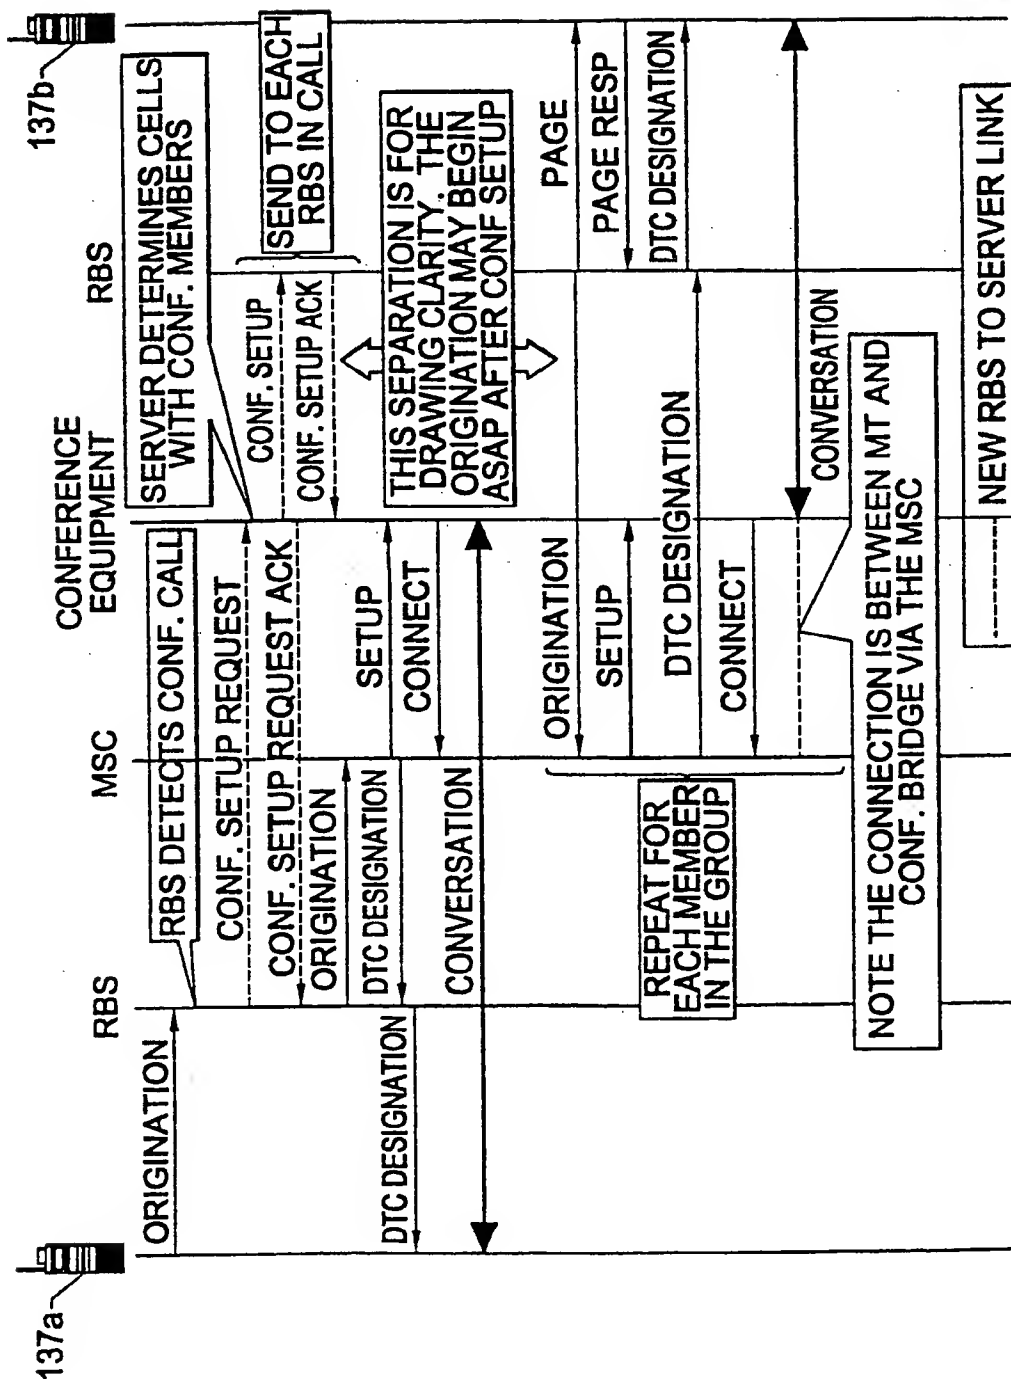 137a
137b
RBS
MSC
CONFERENCE
EQUIPMENT
RBS
ORIGINATION
RBS DETECTS CONF. CALL
SERVER DETERMINES CELLS
WITH CONF. MEMBERS
CONF. SETUP REQUEST
CONF. SETUP REQUEST ACK
CONF. SETUP
CONF. SETUP ACK
SEND TO EACH
RBS IN CALL
ORIGINATION
DTC DESIGNATION
DTC DESIGNATION
SETUP
CONNECT
CONVERSATION
THIS SEPARATION IS FOR
DRAWING CLARITY. THE
ORIGINATION MAY BEGIN
ASAP AFTER CONF SETUP
PAGE
PAGE RESP
DTC DESIGNATION
ORIGINATION
SETUP
DTC DESIGNATION
CONNECT
CONVERSATION
REPEAT FOR
EACH MEMBER
IN THE GROUP
NOTE THE CONNECTION IS BETWEEN MT AND
CONF. BRIDGE VIA THE MSC
NEW RBS TO SERVER LINK